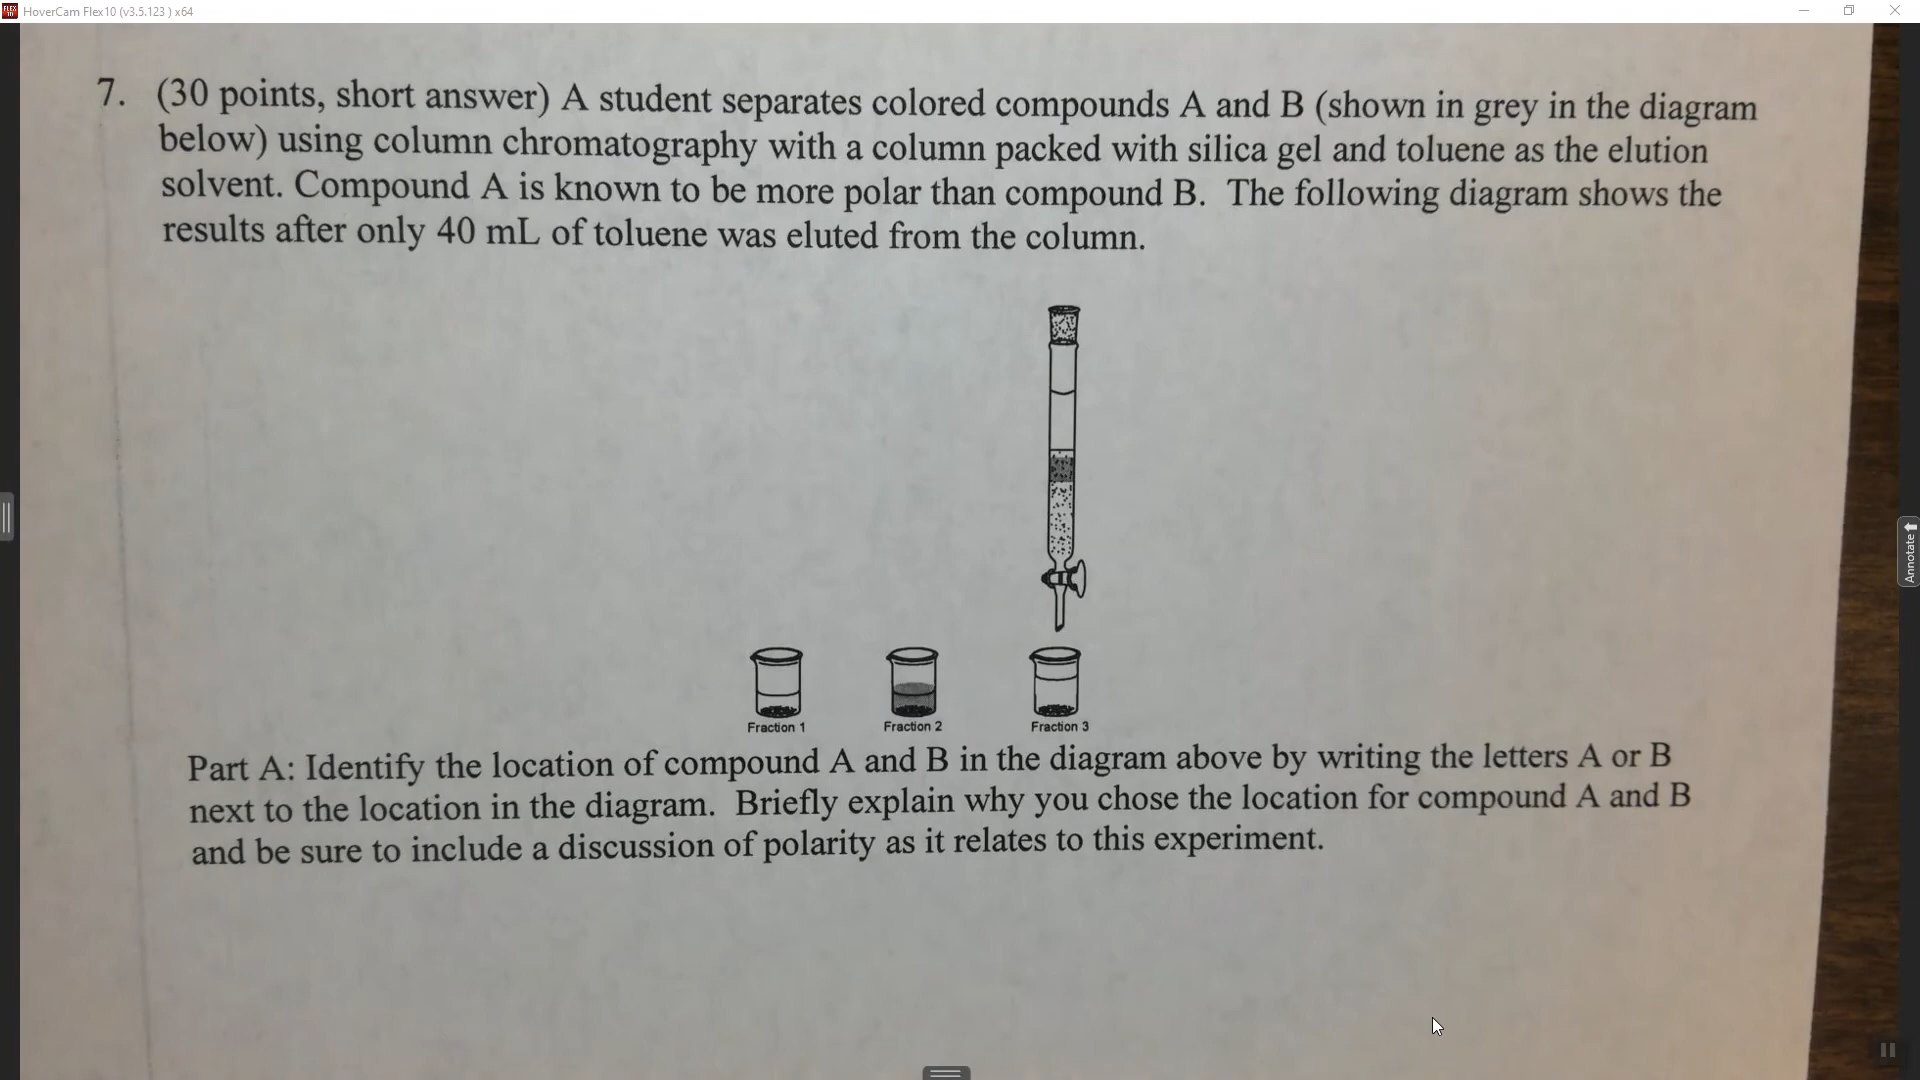 HoverCam Flex10 (v3.5.123 ) x64
7. (30 points, short answer) A student separates colored compounds A and B (shown in grey in the diagram
below) using column chromatography with a column packed with silica gel and toluene as the elution
solvent. Compound A is known to be more polar than compound B. The following diagram shows the
results after only 40 mL of toluene was eluted from the column.
Fraction 1
Fraction 2
Fraction 3
Part A: Identify the location of compound A and B in the diagram above by writing the letters A or B
next to the location in the diagram. Briefly explain why you chose the location for compound A and B
and be sure to include a discussion of polarity as it relates to this experiment.
Annotate